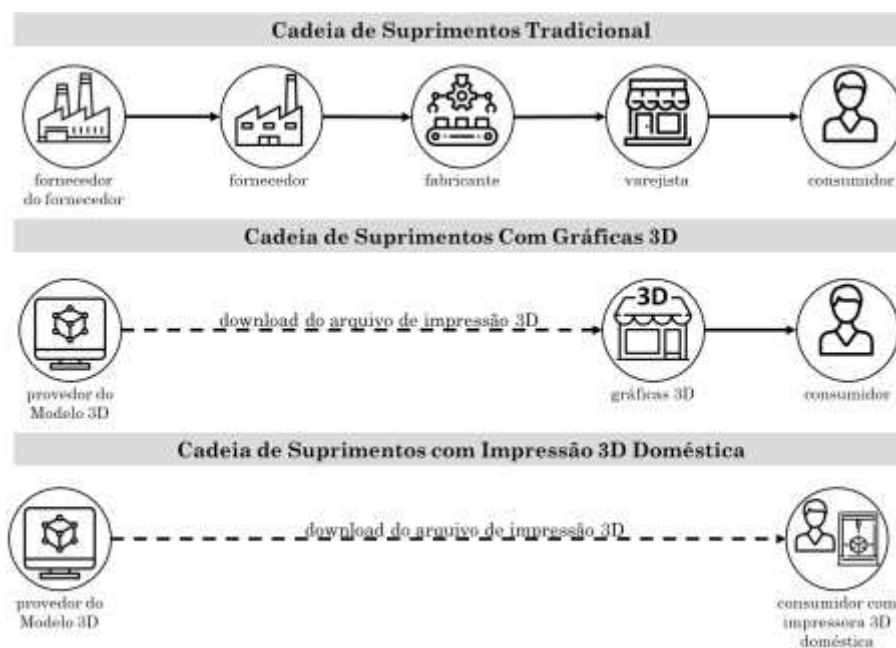 Cadeia de Suprimentos Tradicional
fornecedor
do fornecedor
fornecedor
fabricante
varejista
consumidor
Cadeia de Suprimentos Com Gráficas 3D
download do arquivo de impressão 3D
3D
provedor do
Modelo 3D
gráficas 3D
consumidor
Cadeia de Suprimentos com Impressão 3D Doméstica
download do arquivo de impressão 3D
provedor do
Modelo 3D
consumidor com
impressora 3D
doméstica